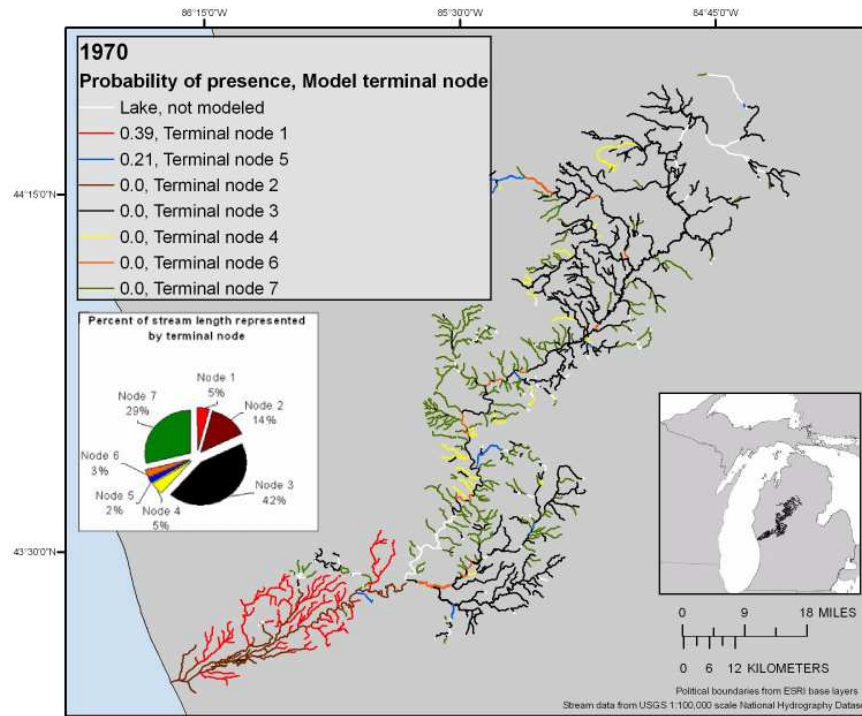 86°15'0"W
85°30'0"W
84°45'0"W
1970
Probability of presence, Model terminal node
Lake, not modeled
0.39, Terminal node 1
0.21, Terminal node 5
0.0, Terminal node 2
0.0, Terminal node 3
0.0, Terminal node 4
0.0, Terminal node 6
0.0, Terminal node 7
44°15'0"N
Percent of stream length represented
by terminal node
Node 1
5%
Node 2
14%
Node 7
29%
Node 6
3%
Node 5
2%
Node 4
5%
Node 3
42%
43°30'0"N
0 9 18 MILES
0 6 12 KILOMETERS
Political boundaries from ESRI base layers
Stream data from USGS 1:100,000 scale National Hydrography Datase